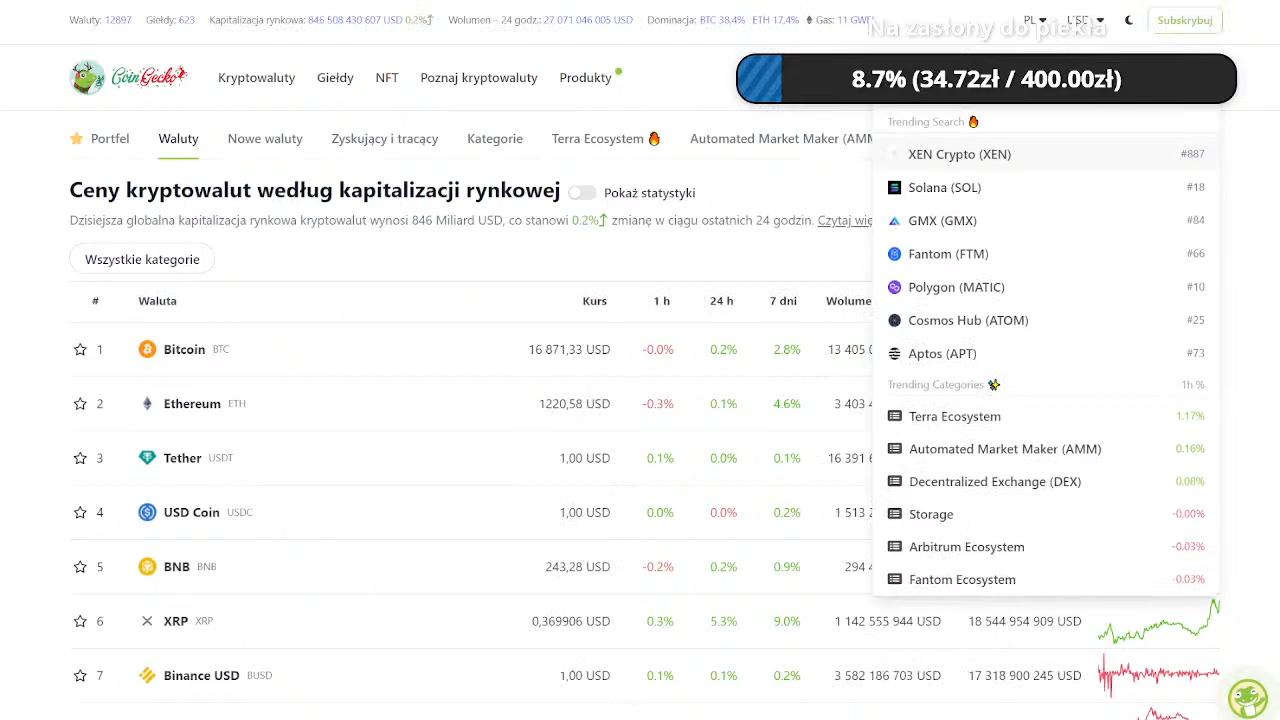 Waluty: 12897 Giełdy: 623 Kapitalizacja rynkowa: 846 508 430 607 USD 0.2% Wolumen – 24 godz.: 27 071 046 005 USD Dominacja: BTC 38,4% ETH 17,4% Gas: 11 GWEI PL USD Subskrybuj
Na zasłony do piekła
CoinGecko Kryptowaluty Giełdy NFT Poznaj kryptowaluty Produkty
8.7% (34.72zł / 400.00zł)
Portfel Waluty Nowe waluty Zyskujący i tracący Kategorie Terra Ecosystem Automated Market Maker (AMM
Ceny kryptowalut według kapitalizacji rynkowej Pokaż statystyki
Dzisiejsza globalna kapitalizacja rynkowa kryptowalut wynosi 846 Miliard USD, co stanowi 0.2% zmianę w ciągu ostatnich 24 godzin. Czytaj wię
Wszystkie kategorie
# Waluta Kurs 1 h 24 h 7 dni Wolume
1 Bitcoin BTC 16 871,33 USD -0.0% 0.2% 2.8% 13 405 0
2 Ethereum ETH 1220,58 USD -0.3% 0.1% 4.6% 3 403 4
3 Tether USDT 1,00 USD 0.1% 0.0% 0.1% 16 391 6
4 USD Coin USDC 1,00 USD 0.0% 0.0% 0.2% 1 513 2
5 BNB BNB 243,28 USD -0.2% 0.2% 0.9% 294 4
6 XRP XRP 0,369906 USD 0.3% 5.3% 9.0% 1 142 555 944 USD 18 544 954 909 USD
7 Binance USD BUSD 1,00 USD 0.1% 0.1% 0.2% 3 582 186 703 USD 17 318 900 245 USD
Trending Search
XEN Crypto (XEN) #887
Solana (SOL) #18
GMX (GMX) #84
Fantom (FTM) #66
Polygon (MATIC) #10
Cosmos Hub (ATOM) #25
Aptos (APT) #73
Trending Categories 1h %
Terra Ecosystem 1.17%
Automated Market Maker (AMM) 0.16%
Decentralized Exchange (DEX) 0.08%
Storage -0.00%
Arbitrum Ecosystem -0.03%
Fantom Ecosystem -0.03%